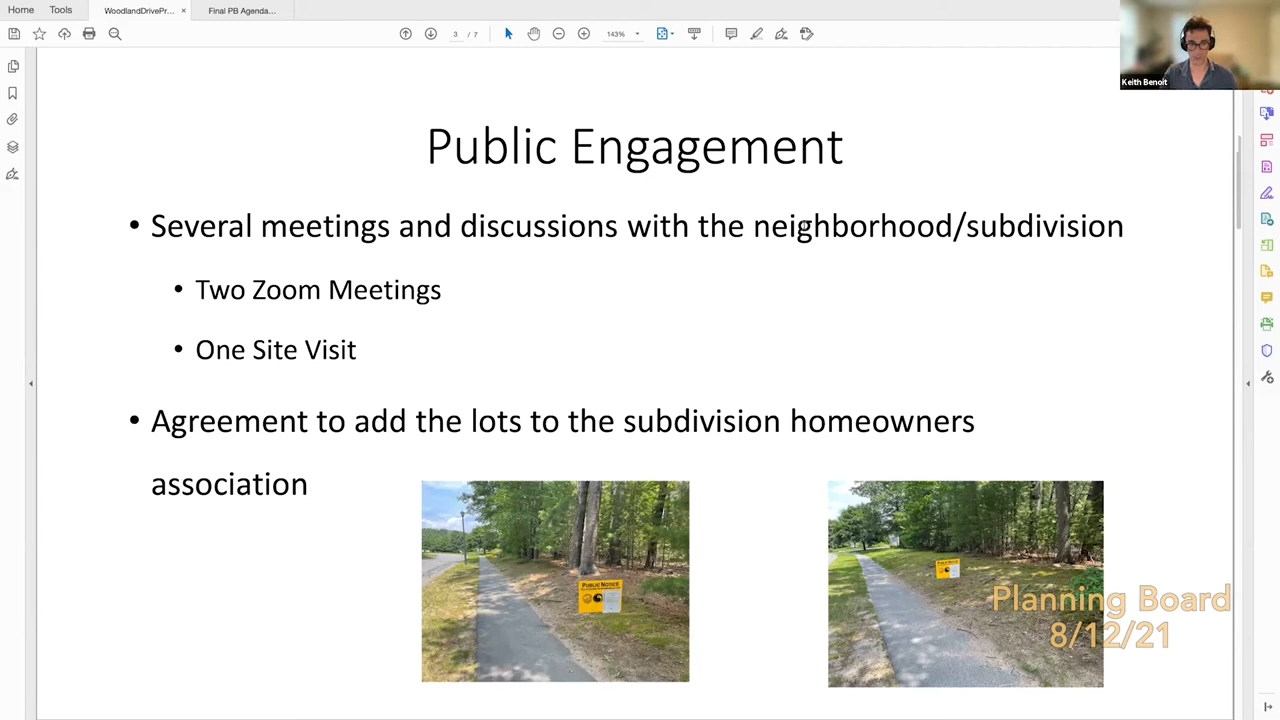 Home
Tools
WoodlandDrivePr...
×
Final PB Agenda...
3 / 7
143%
Keith Benoit
Public Engagement
• Several meetings and discussions with the neighborhood/subdivision
• Two Zoom Meetings
• One Site Visit
• Agreement to add the lots to the subdivision homeowners
association
PUBLIC NOTICE
PUBLIC NOTICE
Planning Board
8/12/21